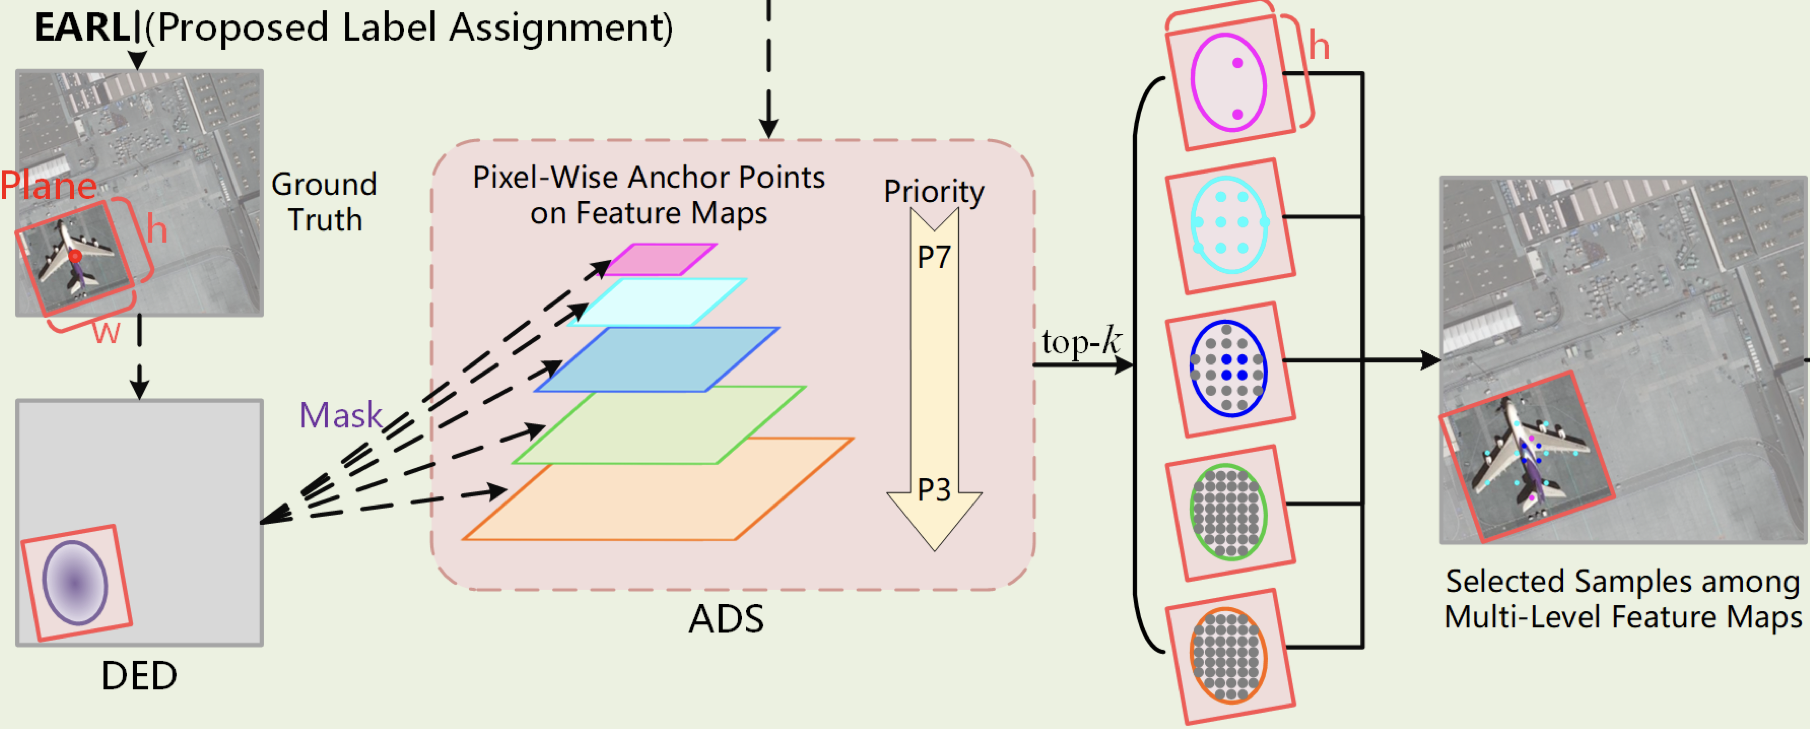 EARL(Proposed Label Assignment)
Plane
h
w
Ground
Truth
Mask
DED
Pixel-Wise Anchor Points
on Feature Maps
Priority
P7
P3
ADS
top-k
h
Selected Samples among
Multi-Level Feature Maps